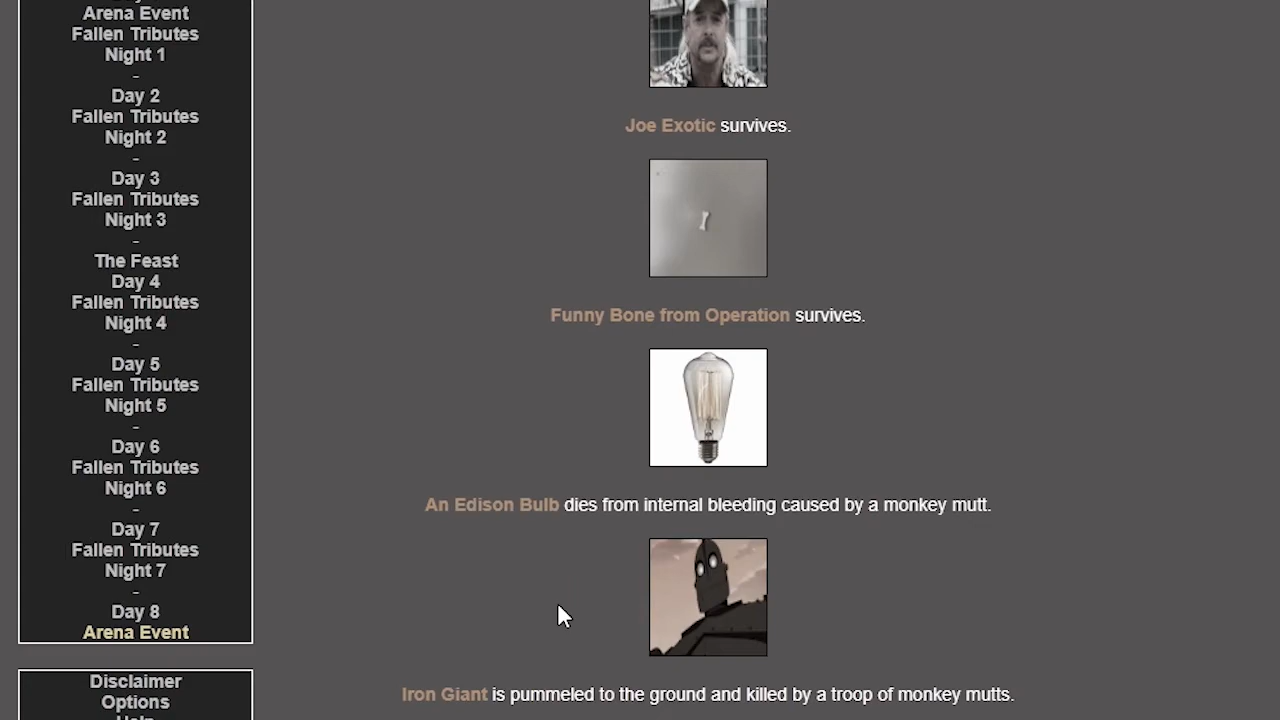 Arena Event
Fallen Tributes
Night 1
-
Day 2
Fallen Tributes
Night 2
-
Day 3
Fallen Tributes
Night 3
-
The Feast
Day 4
Fallen Tributes
Night 4
-
Day 5
Fallen Tributes
Night 5
-
Day 6
Fallen Tributes
Night 6
-
Day 7
Fallen Tributes
Night 7
-
Day 8
Arena Event
Disclaimer
Options
Joe Exotic survives.
Funny Bone from Operation survives.
An Edison Bulb dies from internal bleeding caused by a monkey mutt.
Iron Giant is pummeled to the ground and killed by a troop of monkey mutts.